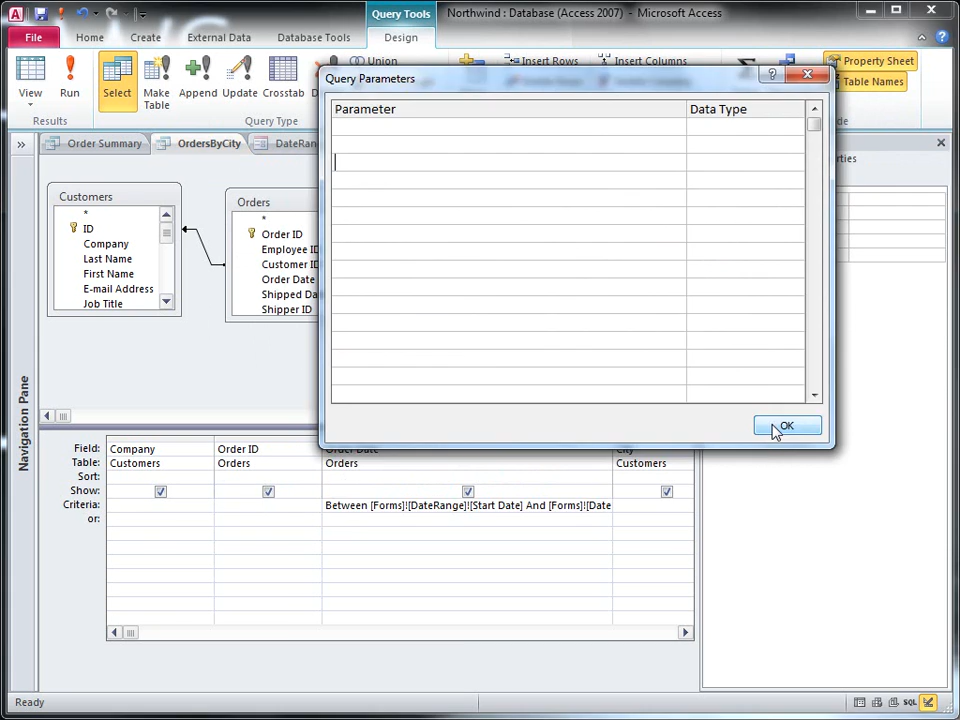 Query Tools
Northwind : Database (Access 2007) - Microsoft Access
File
Home
Create
External Data
Database Tools
Design
View
Run
Select
Make Table
Append
Update
Crosstab
Union
Insert Rows
Insert Columns
Property Sheet
Table Names
Results
Query Type
Query Parameters
Parameter
Data Type
OK
Order Summary
OrdersByCity
DateRan
Customers
*
ID
Company
Last Name
First Name
E-mail Address
Job Title
Orders
*
Order ID
Employee ID
Customer ID
Order Date
Shipped Da
Shipper ID
Navigation Pane
Field:
Company
Order ID
Order Date
City
Table:
Customers
Orders
Orders
Customers
Sort:
Show:
Criteria:
Between [Forms]![DateRange]![Start Date] And [Forms]![Date
or:
Ready
SQL